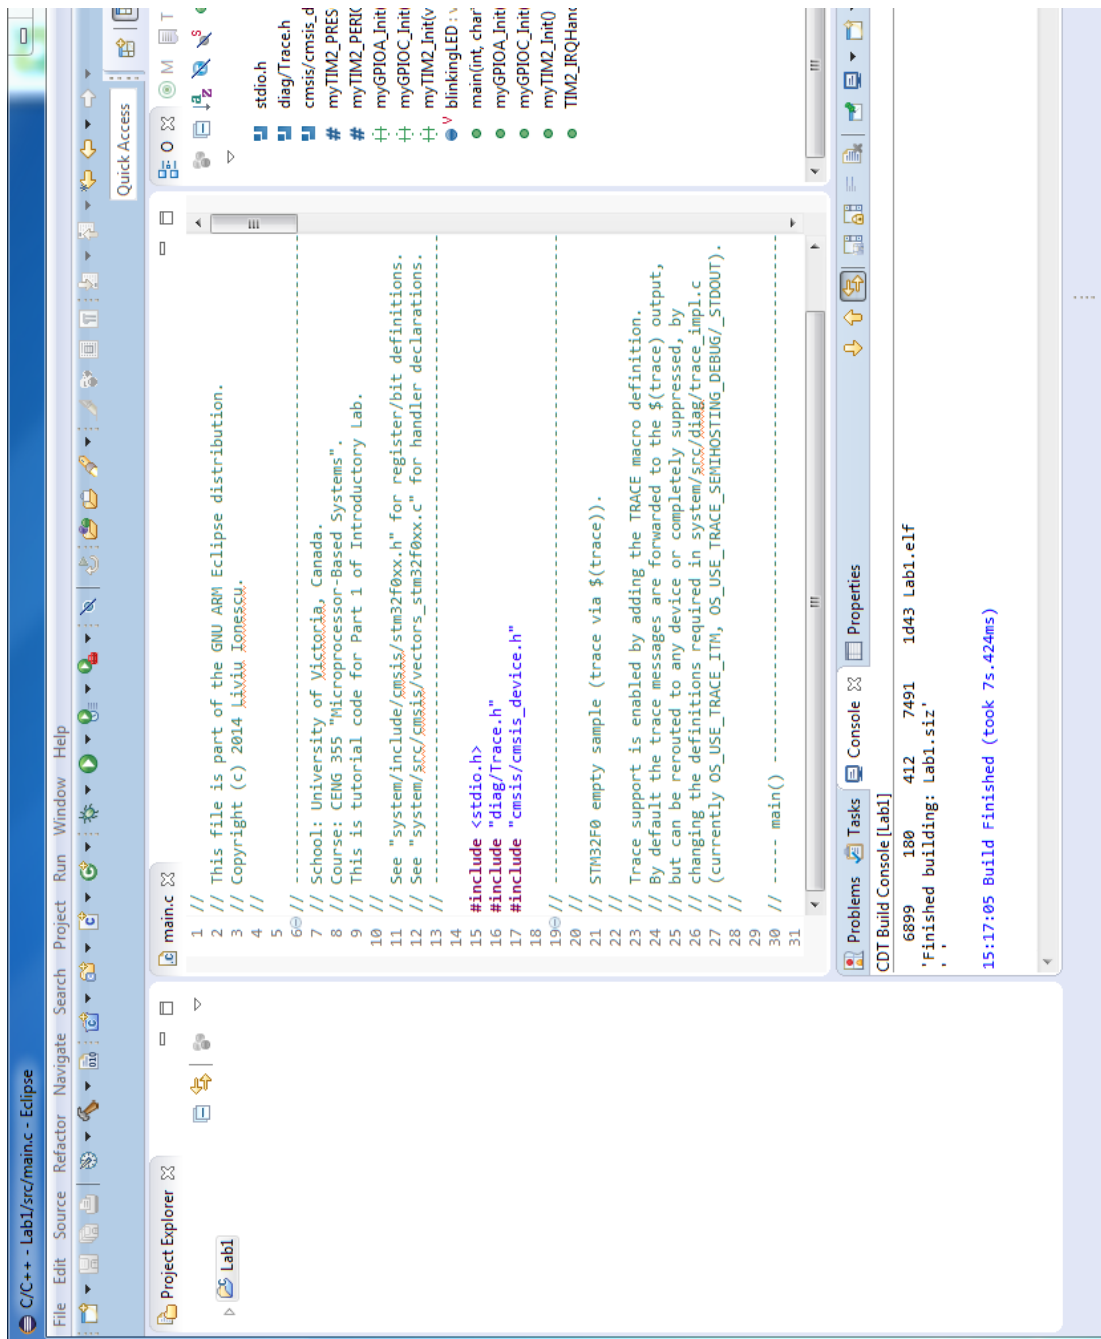 C/C++ - Lab1/src/main.c - Eclipse
File Edit Source Refactor Navigate Search Project Run Window Help
Quick Access
Project Explorer
Lab1
main.c
1 //
2 // This file is part of the GNU ARM Eclipse distribution.
3 // Copyright (c) 2014 Liviu Ionescu.
4 //
5
6 // ----------------------------------------------------------------------------
7 // School: University of Victoria, Canada.
8 // Course: CENG 355 "Microprocessor-Based Systems".
9 // This is tutorial code for Part 1 of Introductory Lab.
10 //
11 // See "system/include/cmsis/stm32f0xx.h" for register/bit definitions.
12 // See "system/src/cmsis/vectors_stm32f0xx.c" for handler declarations.
13 // ----------------------------------------------------------------------------
14
15 #include <stdio.h>
16 #include "diag/Trace.h"
17 #include "cmsis/cmsis_device.h"
18
19 // ----------------------------------------------------------------------------
20 //
21 // STM32F0 empty sample (trace via $(trace)).
22 //
23 // Trace support is enabled by adding the TRACE macro definition.
24 // By default the trace messages are forwarded to the $(trace) output,
25 // but can be rerouted to any device or completely suppressed, by
26 // changing the definitions required in system/src/diag/trace_impl.c
27 // (currently OS_USE_TRACE_ITM, OS_USE_TRACE_SEMIHOSTING_DEBUG/_STDOUT).
28 //
29
30 // ----- main() ---------------------------------------------------------------
31
O
M
T
stdio.h
diag/Trace.h
cmsis/cmsis_d
myTIM2_PRES
myTIM2_PERIC
myGPIOA_Init(
myGPIOC_Init(
myTIM2_Init(v
blinkingLED : v
main(int, char*
myGPIOA_Init(
myGPIOC_Init(
myTIM2_Init()
TIM2_IRQHand
Problems Tasks Console Properties
CDT Build Console [Lab1]
6899 180 412 7491 1d43 Lab1.elf
'Finished building: Lab1.siz'
' '
15:17:05 Build Finished (took 7s.424ms)